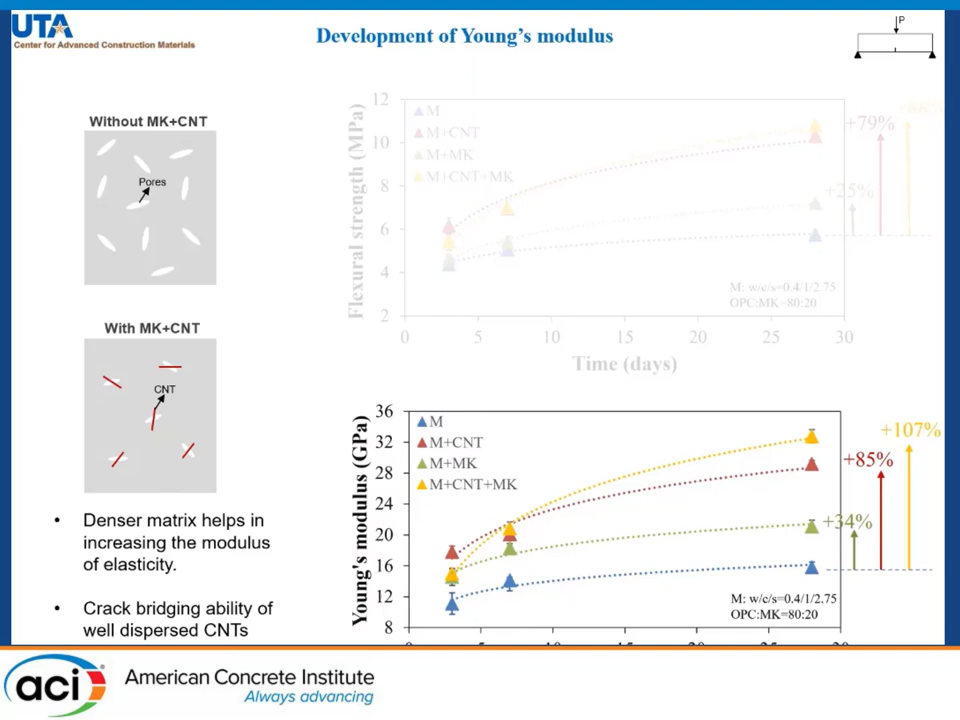 UTA
Center for Advanced Construction Materials
Development of Young's modulus
P
Without MK+CNT
Pores
With MK+CNT
CNT
• Denser matrix helps in
increasing the modulus
of elasticity.
• Crack bridging ability of
well dispersed CNTs
Flexural strength (MPa)
12
10
8
6
4
2
0 5 10 15 20 25 30
Time (days)
M
M+CNT
M+MK
M+CNT+MK
M: w/c/s=0.4/1/2.75
OPC:MK=80:20
+25%
+79%
Young's modulus (GPa)
36
32
28
24
20
16
12
8
M
M+CNT
M+MK
M+CNT+MK
M: w/c/s=0.4/1/2.75
OPC:MK=80:20
+34%
+85%
+107%
aci
American Concrete Institute
Always advancing